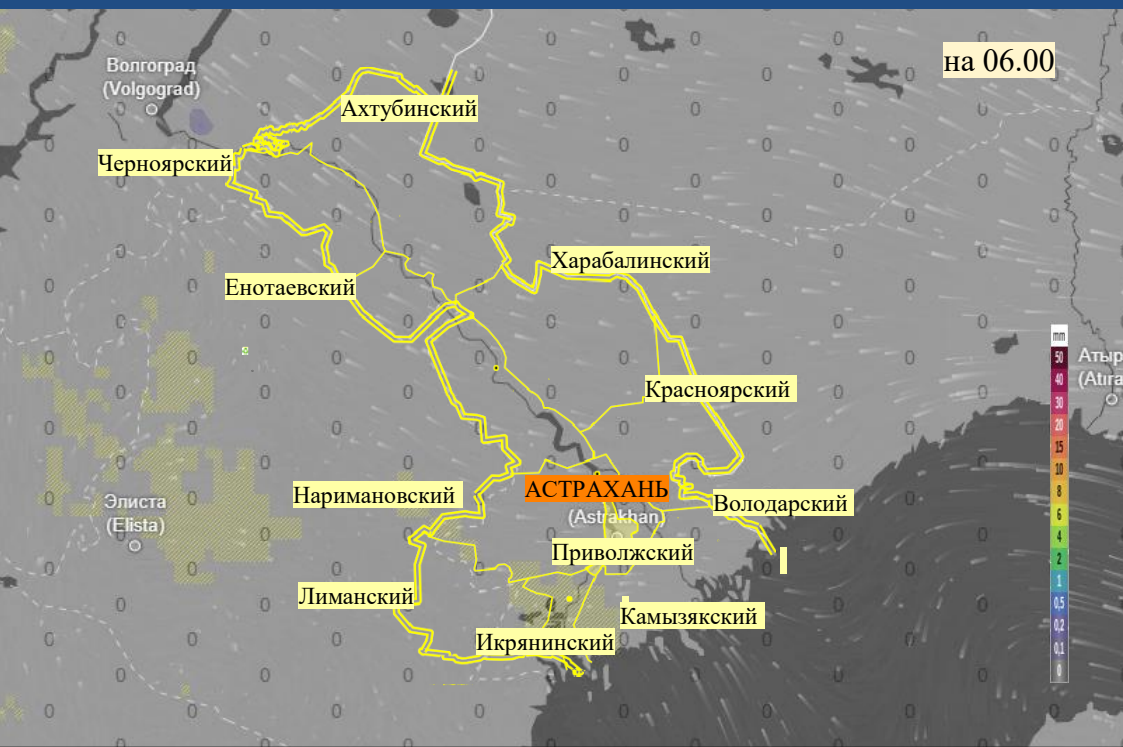 на 06.00
Волгоград
(Volgograd)
Ахтубинский
Черноярский
Харабалинский
Енотаевский
mm
50
40
30
20
15
10
8
6
4
2
1
0,5
0,2
0,1
0
Атыр
(Atıra
Красноярский
АСТРАХАНЬ
(Astrakhan)
Наримановский
Володарский
Элиста
(Elista)
Приволжский
Лиманский
Камызякский
Икрянинский